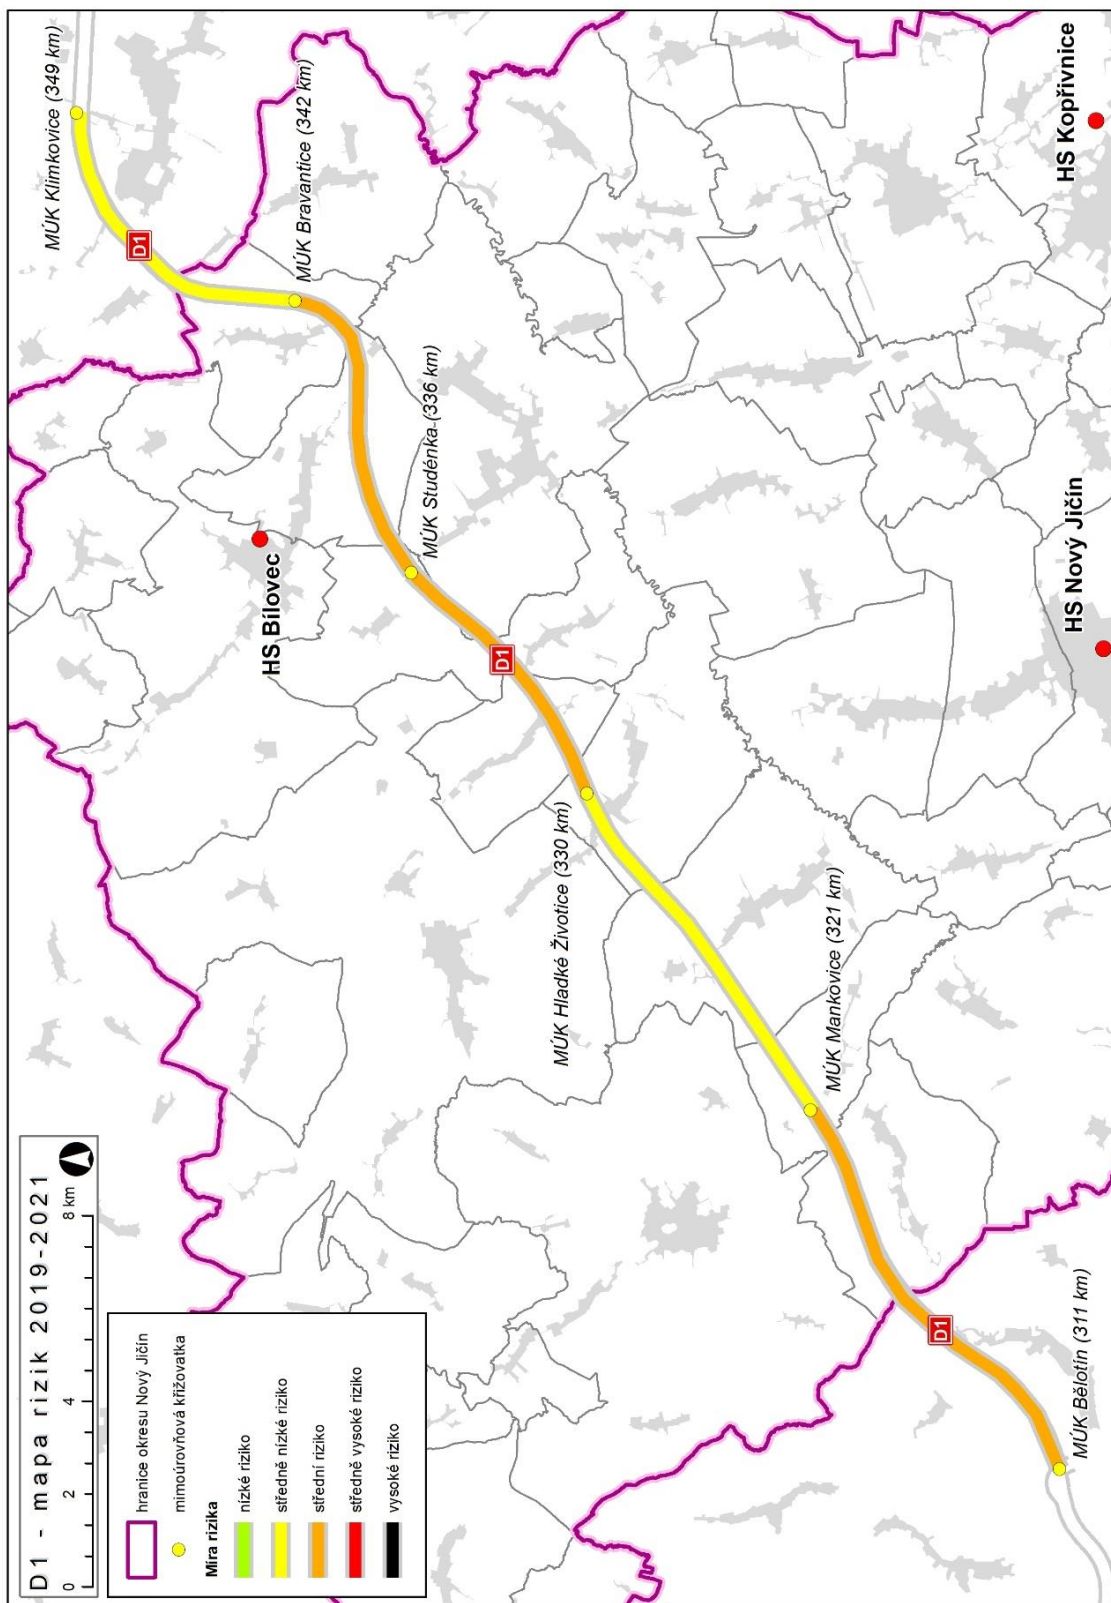 D1 - mapa rizik 2019-2021
0 2 4 8 km
hranice okresu Nový Jičín
mimoúrovňová křižovatka
Míra rizika
nízké riziko
středně nízké riziko
střední riziko
středně vysoké riziko
vysoké riziko
MÚK Klimkovice (349 km)
D1
MÚK Bravantice (342 km)
HS Bílovec
MÚK Studénka (336 km)
D1
MÚK Hladké Životice (330 km)
MÚK Mankovice (321 km)
D1
MÚK Bělotín (311 km)
HS Kopřivnice
HS Nový Jičín